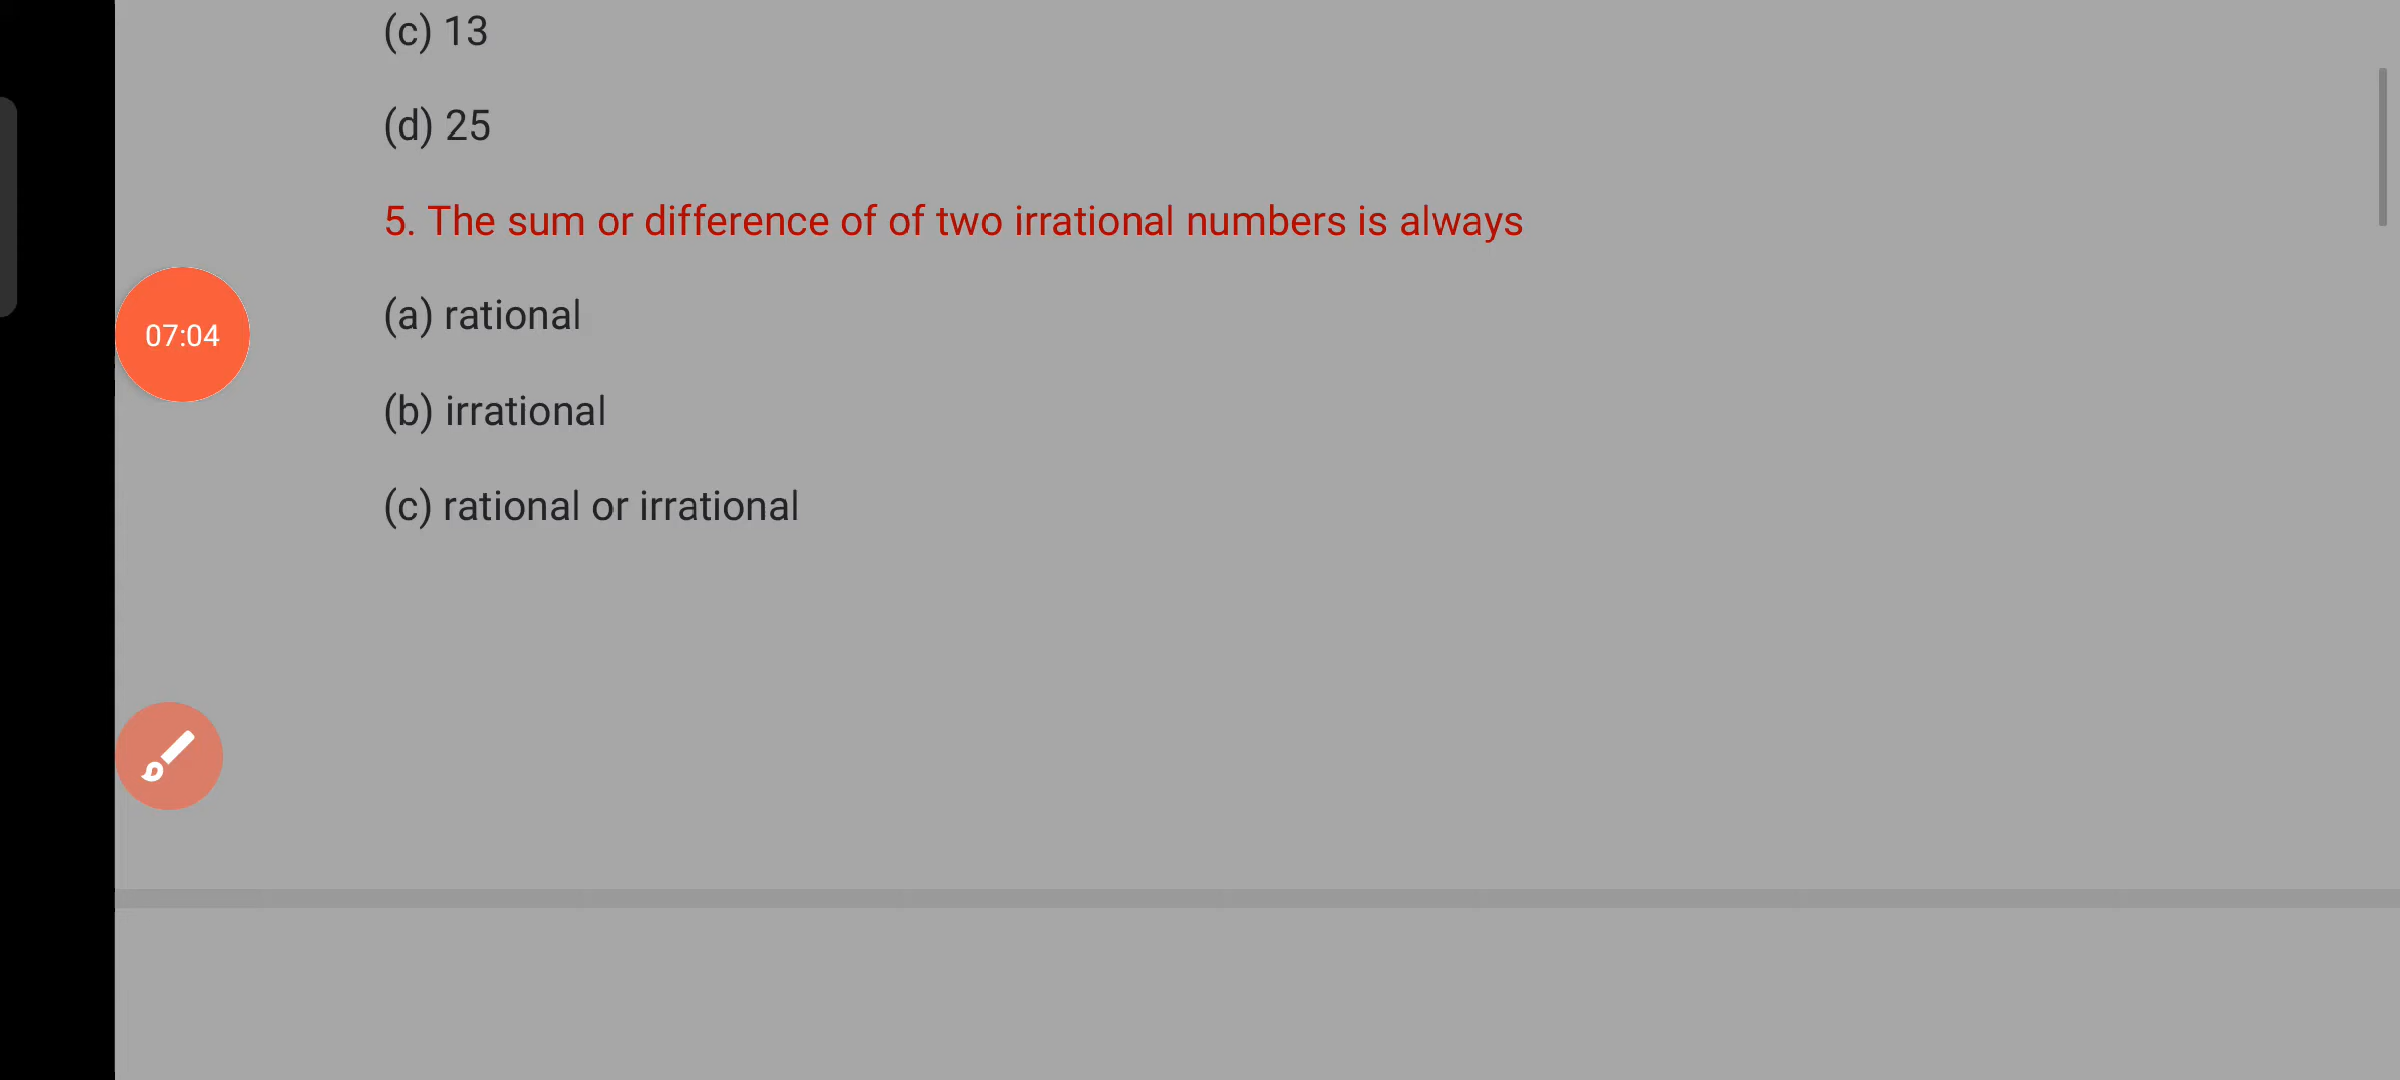 (c) 13
(d) 25
5. The sum or difference of of two irrational numbers is always
(a) rational
07:04
(b) irrational
(c) rational or irrational